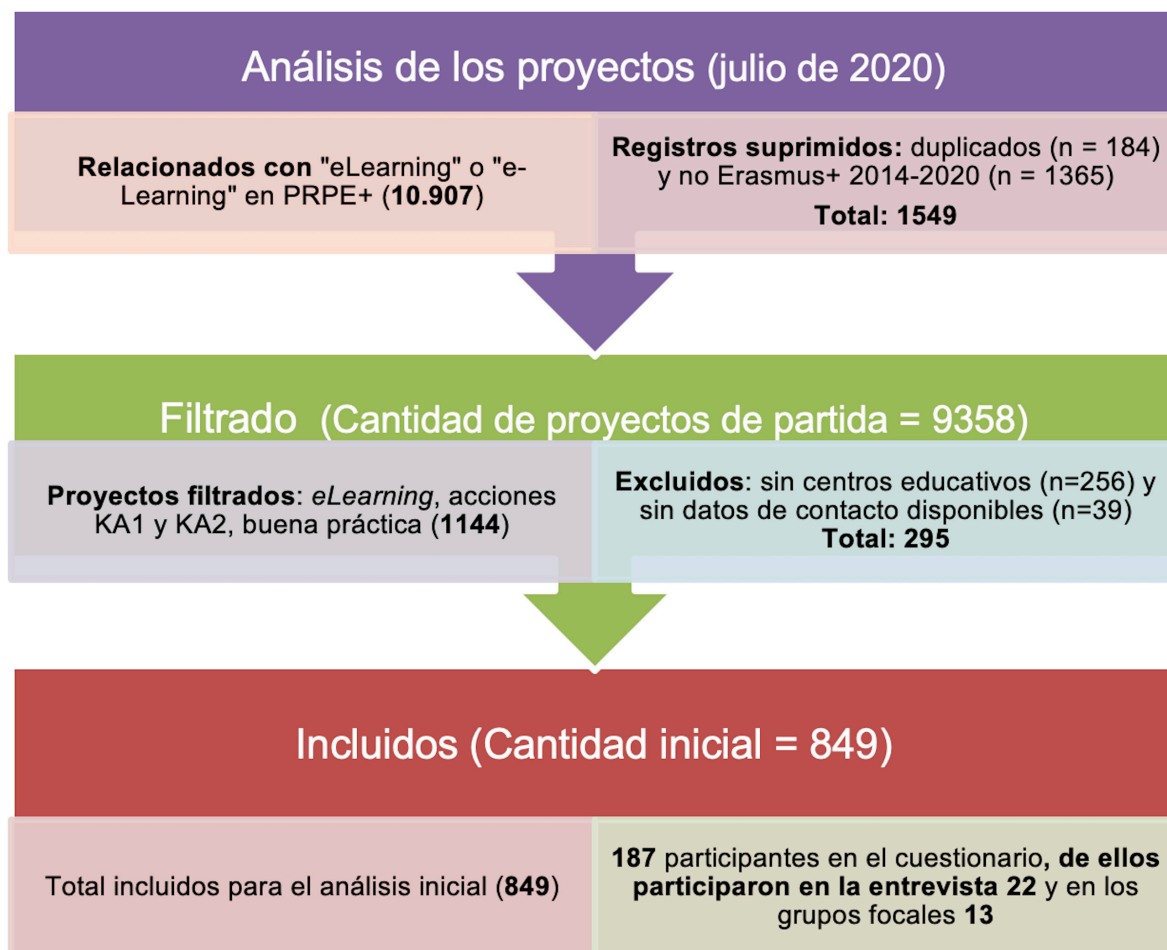 Análisis de los proyectos (julio de 2020)
Relacionados con "eLearning" o "e-
Learning" en PRPE+ (10.907)
Registros suprimidos: duplicados (n = 184)
y no Erasmus+ 2014-2020 (n = 1365)
Total: 1549
Filtrado (Cantidad de proyectos de partida = 9358)
Proyectos filtrados: eLearning, acciones
KA1 y KA2, buena práctica (1144)
Excluidos: sin centros educativos (n=256) y
sin datos de contacto disponibles (n=39)
Total: 295
Incluidos (Cantidad inicial = 849)
Total incluidos para el análisis inicial (849)
187 participantes en el cuestionario, de ellos
participaron en la entrevista 22 y en los
grupos focales 13